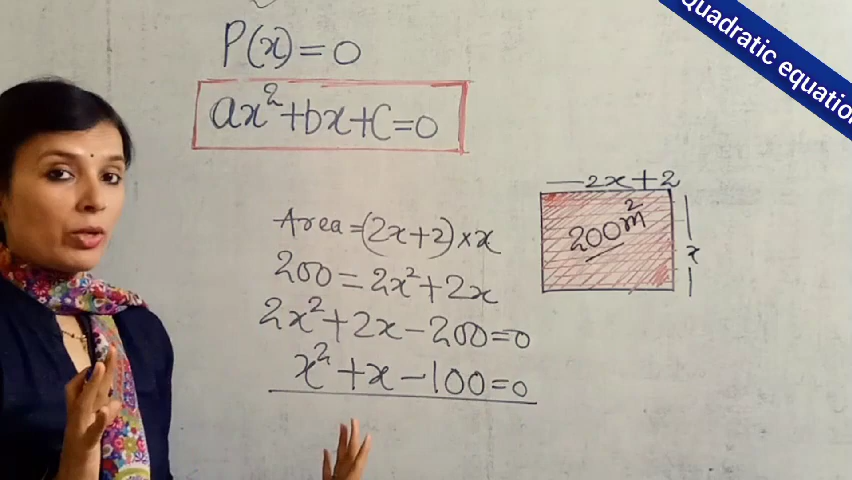 Quadratic equation
P(x) = 0
ax²+bx+C=0
2x+2
200m²
x
Area=(2x+2)×x
200=2x²+2x
2x²+2x-200=0
x²+x-100=0